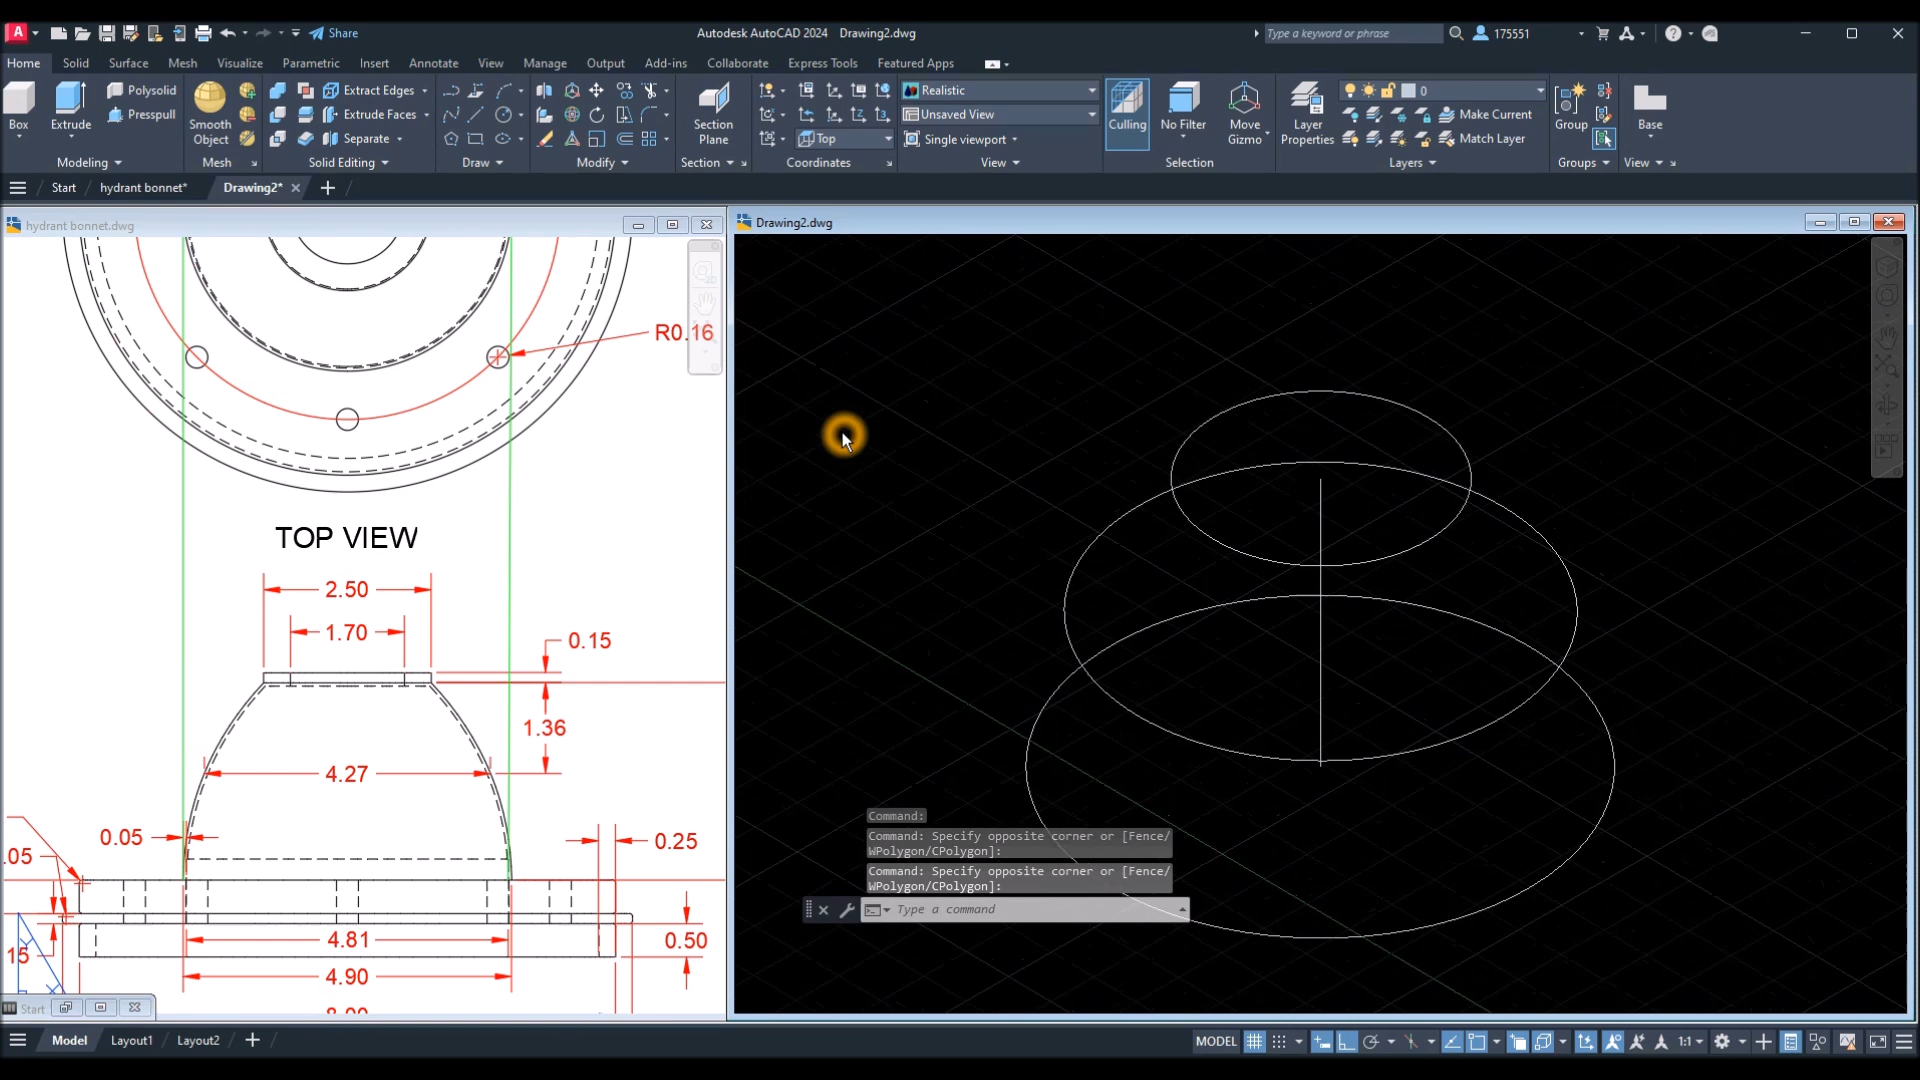 Share
Autodesk AutoCAD 2024 Drawing2.dwg
Type a keyword or phrase
175551
Home Solid Surface Mesh Visualize Parametric Insert Annotate View Manage Output Add-ins Collaborate Express Tools Featured Apps
Box
Extrude
Polysolid
Presspull
Modeling
Smooth
Object
Mesh
Extract Edges
Extrude Faces
Separate
Solid Editing
Draw
Modify
Section
Plane
Section
Top
Coordinates
Realistic
Unsaved View
Single viewport
View
Culling
No Filter
Move
Gizmo
Selection
Layer
Properties
0
Make Current
Match Layer
Layers
Group
Groups
Base
View
Start
hydrant bonnet*
Drawing2*
hydrant bonnet.dwg
Drawing2.dwg
R0.16
TOP VIEW
2.50
1.70
0.15
1.36
4.27
0.05
0.25
.05
4.81
0.50
15
4.90
Y
X
Start
Command:
Command: Specify opposite corner or [Fence/
WPolygon/CPolygon]:
Command: Specify opposite corner or [Fence/
WPolygon/CPolygon]:
Type a command
Model
Layout1
Layout2
MODEL
1:1